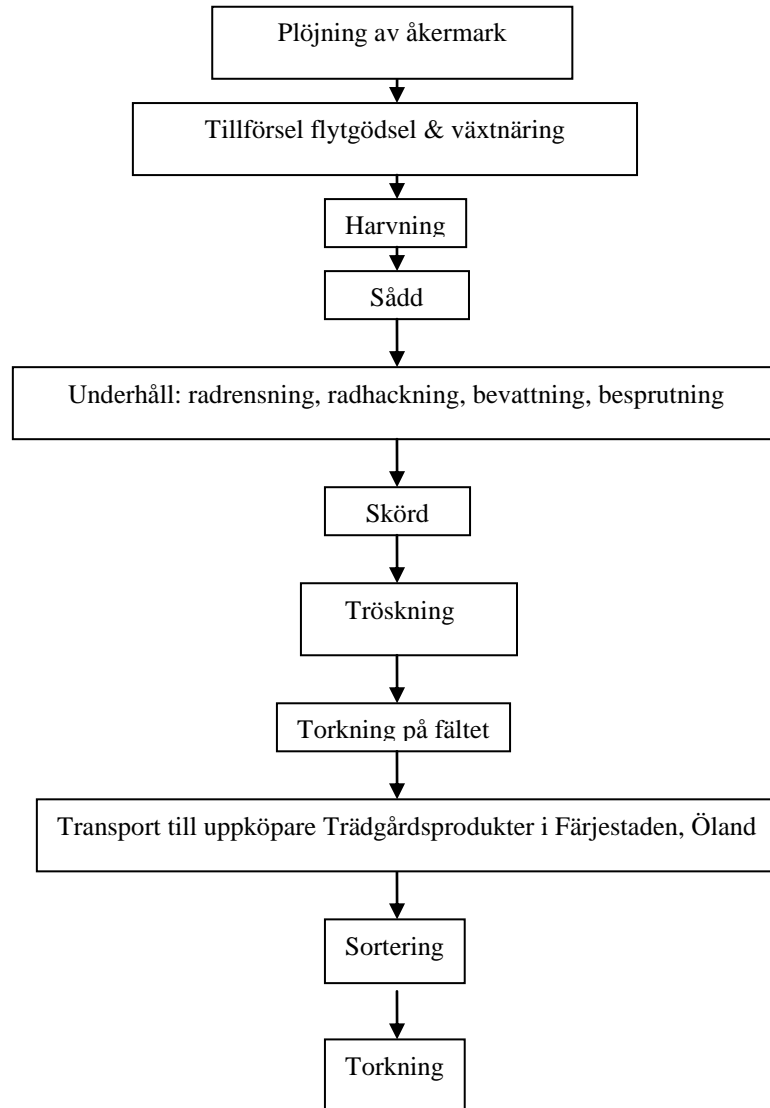 Plöjning av åkermark
Tillförsel flytgödsel & växtnäring
Harvning
Sådd
Underhåll: radrensning, radhackning, bevattning, besprutning
Skörd
Tröskning
Torkning på fältet
Transport till uppköpare Trädgårdsprodukter i Färjestaden, Öland
Sortering
Torkning